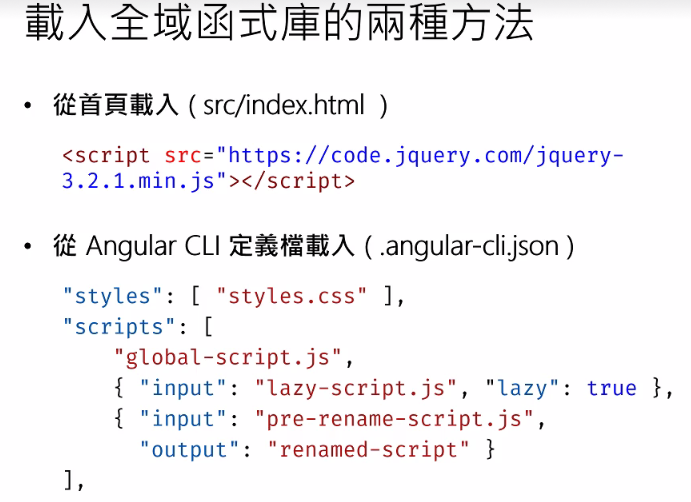 載入全域函式庫的兩種方法
• 從首頁載入 ( src/index.html )
<script src="https://code.jquery.com/jquery-
3.2.1.min.js"></script>
• 從 Angular CLI 定義檔載入 ( .angular-cli.json )
"styles": [ "styles.css" ],
"scripts": [
"global-script.js",
{ "input": "lazy-script.js", "lazy": true },
{ "input": "pre-rename-script.js",
"output": "renamed-script" }
],